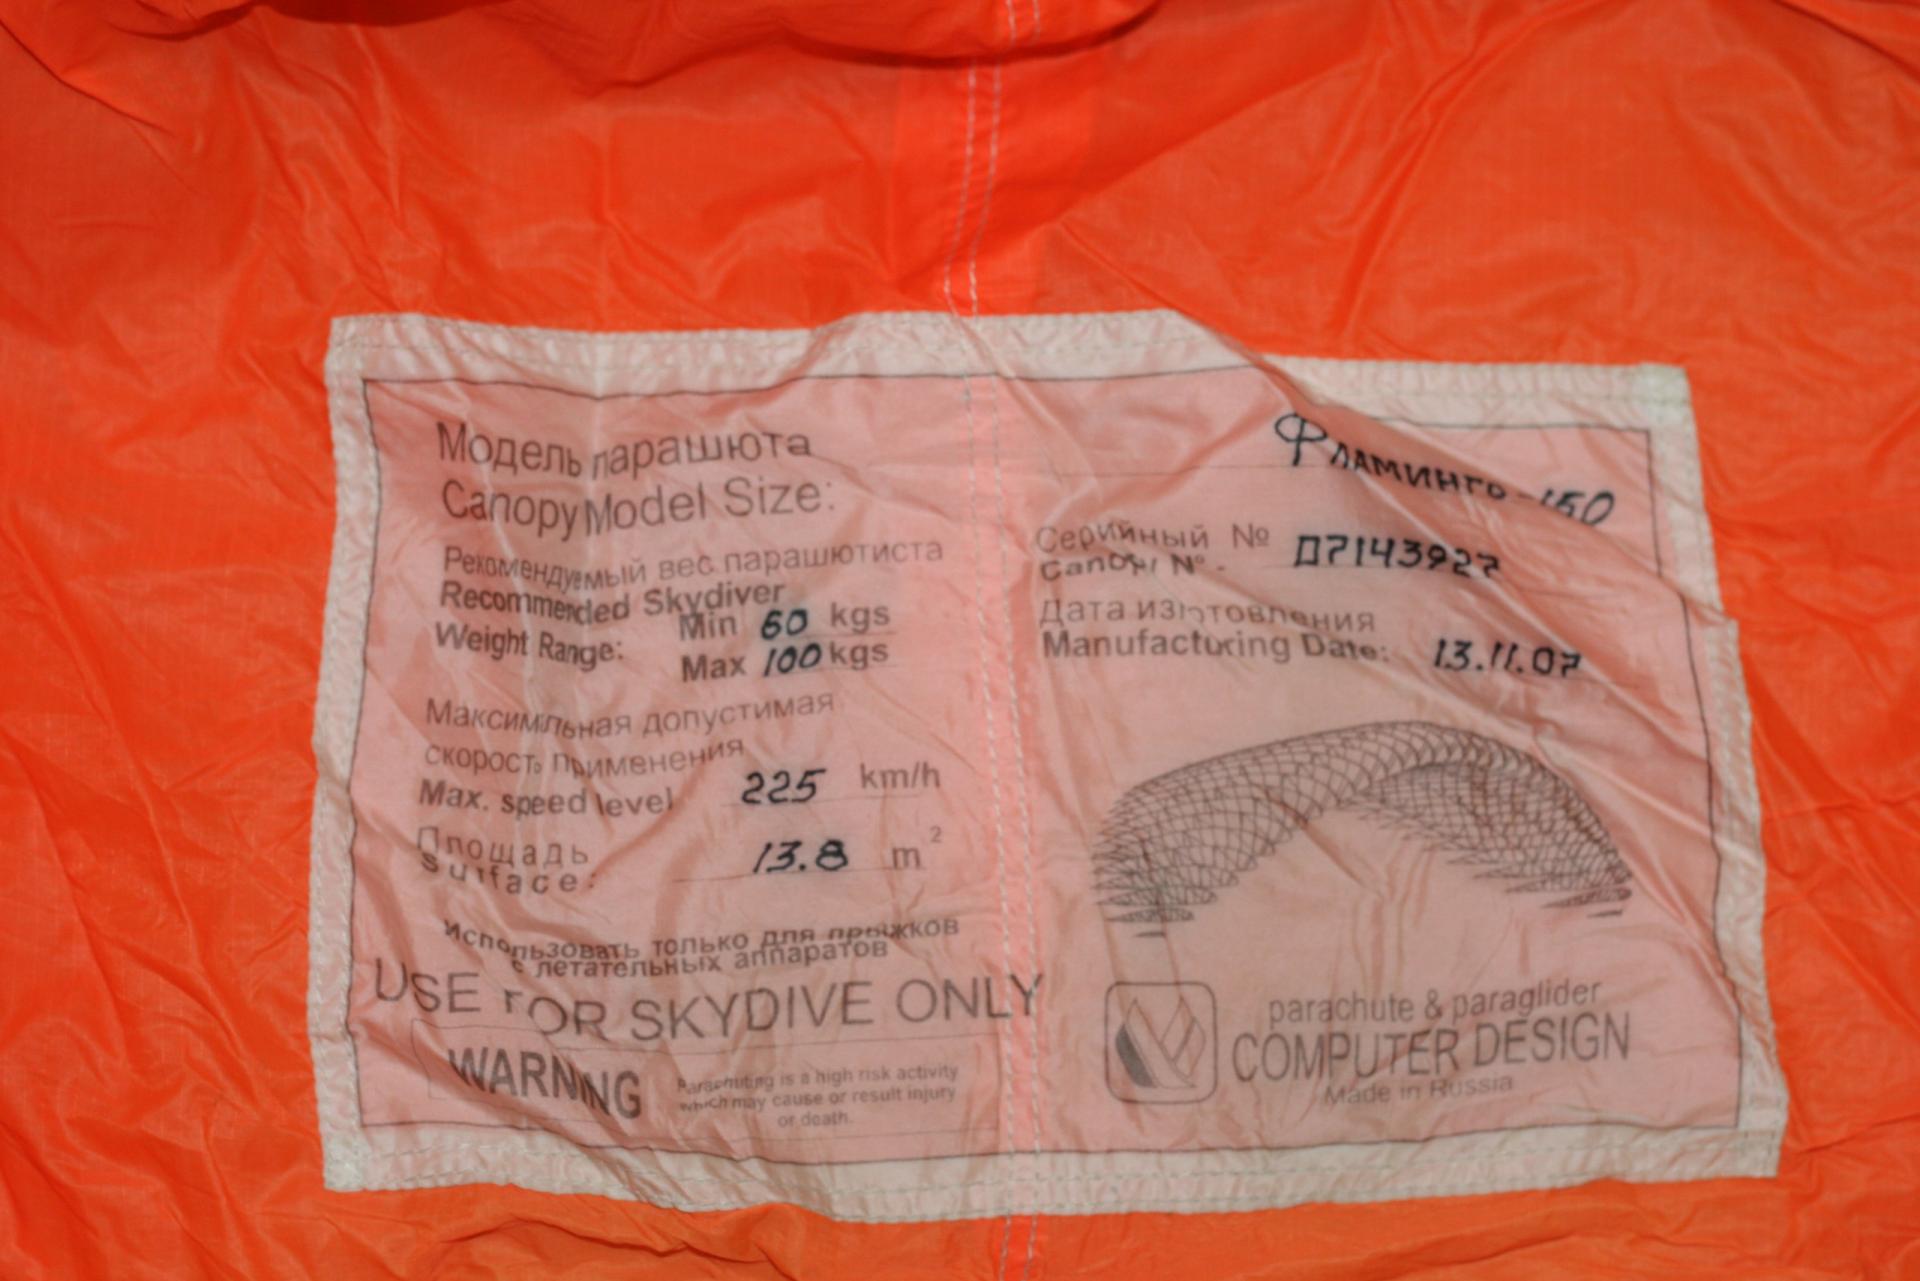 Модель парашюта
Canopy Model Size:
Фламинго-150
Рекомендуемый вес парашютиста
Recommended Skydiver
Weight Range:
Min 60 kgs
Max 100 kgs
Максимальная допустимая
скорость применения
Max. speed level 225 km/h
Площадь
Surface: 13.8 m²
Использовать только для прыжков
с летательных аппаратов
USE FOR SKYDIVE ONLY
WARNING
Parachuting is a high risk activity
which may cause or result injury
or death.
Серийный №
Canopy N°. 07143927
Дата изготовления
Manufacturing Date: 13.11.07
parachute & paraglider
COMPUTER DESIGN
Made in Russia